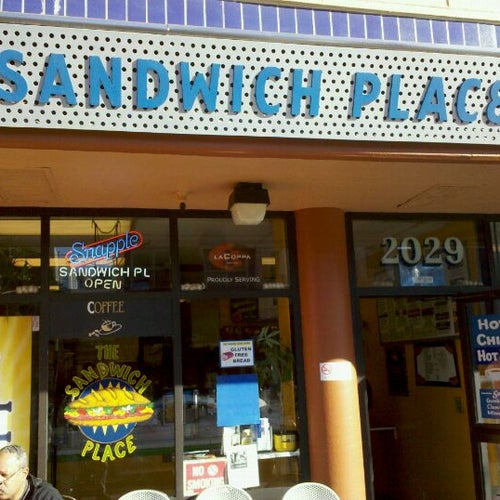 SANDWICH PLACE
Snapple
SANDWICH PL
OPEN
LACOPPA
PROUDLY SERVING
2029
COFFEE
THE
SANDWICH
PLACE
GLUTEN
FREE
BREAD
NO SMOKING
HOT
CHI
HOT